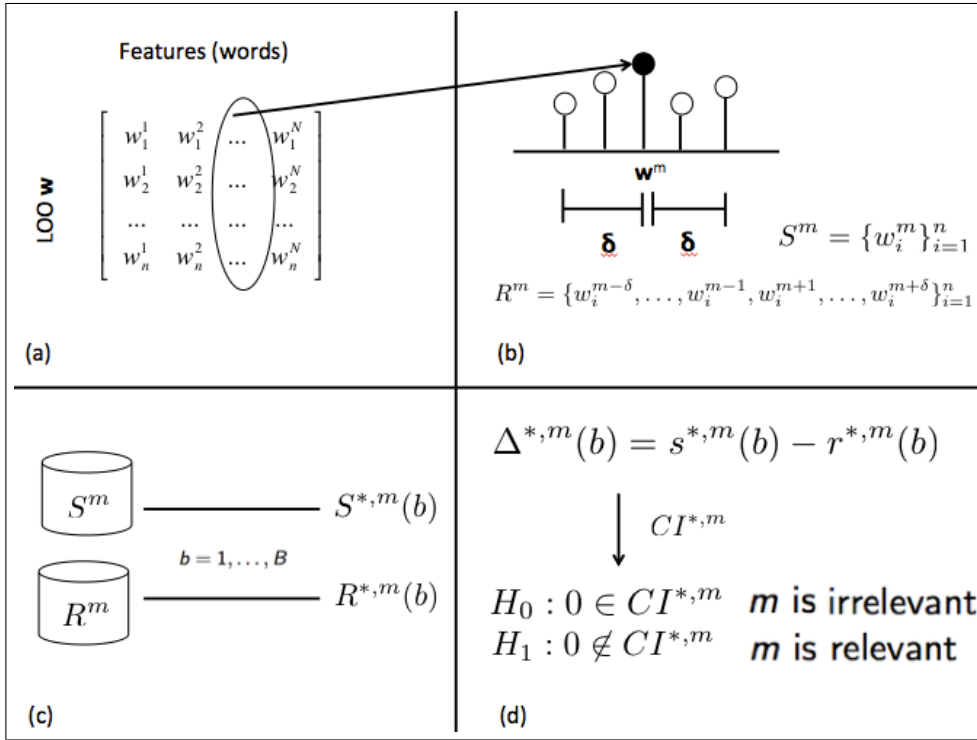 Features (words)
LOO w
w_1^1 w_1^2 ... w_1^N
w_2^1 w_2^2 ... w_2^N
... ... ... ...
w_n^1 w_n^2 ... w_n^N
(a)
w^m
δ δ
S^m = {w_i^m}_{i=1}^n
R^m = {w_i^{m−δ}, . . . , w_i^{m−1}, w_i^{m+1}, . . . , w_i^{m+δ}}_{i=1}^n
(b)
S^m S^{*,m}(b)
b = 1, . . . , B
R^m R^{*,m}(b)
(c)
Δ^{*,m}(b) = s^{*,m}(b) − r^{*,m}(b)
CI^{*,m}
H_0 : 0 ∈ CI^{*,m} m is irrelevant
H_1 : 0 ∉ CI^{*,m} m is relevant
(d)